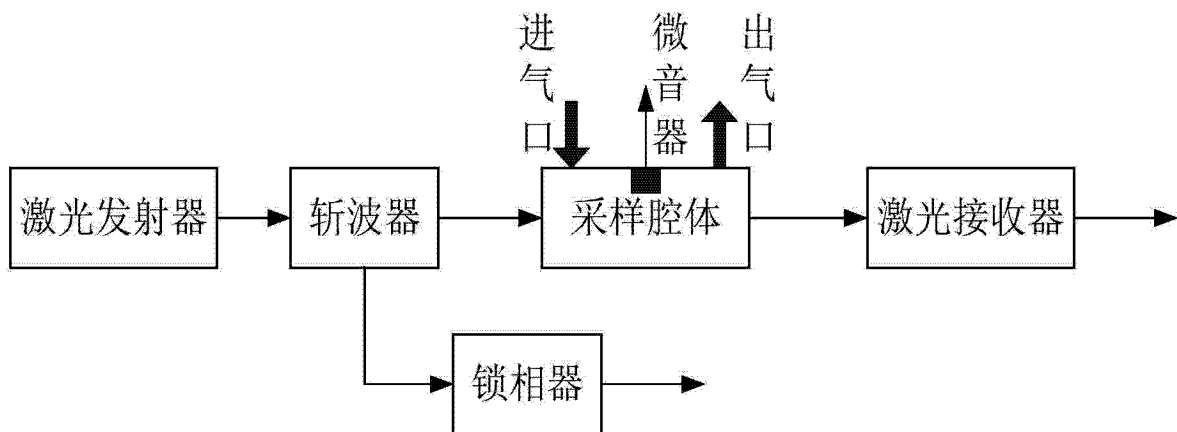 进气口
微音器
出气口
激光发射器
斩波器
采样腔体
激光接收器
锁相器